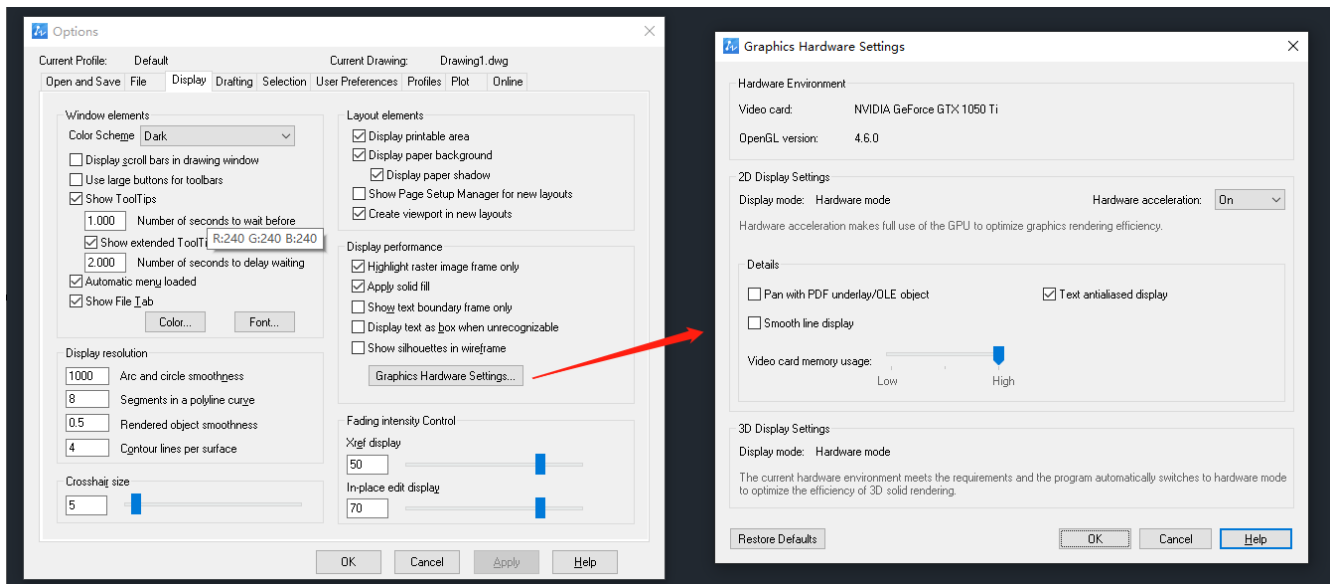 Options
Current Profile: Default Current Drawing: Drawing1.dwg
Open and Save File Display Drafting Selection User Preferences Profiles Plot Online
Window elements
Color Scheme Dark
Display scroll bars in drawing window
Use large buttons for toolbars
Show ToolTips
1.000 Number of seconds to wait before
Show extended ToolTi
R:240 G:240 B:240
2.000 Number of seconds to delay waiting
Automatic menu loaded
Show File Tab
Color... Font...
Display resolution
1000 Arc and circle smoothness
8 Segments in a polyline curve
0.5 Rendered object smoothness
4 Contour lines per surface
Crosshair size
5
Layout elements
Display printable area
Display paper background
Display paper shadow
Show Page Setup Manager for new layouts
Create viewport in new layouts
Display performance
Highlight raster image frame only
Apply solid fill
Show text boundary frame only
Display text as box when unrecognizable
Show silhouettes in wireframe
Graphics Hardware Settings...
Fading intensity Control
Xref display
50
In-place edit display
70
OK Cancel Apply Help
Graphics Hardware Settings
Hardware Environment
Video card: NVIDIA GeForce GTX 1050 Ti
OpenGL version: 4.6.0
2D Display Settings
Display mode: Hardware mode Hardware acceleration: On
Hardware acceleration makes full use of the GPU to optimize graphics rendering efficiency.
Details
Pan with PDF underlay/OLE object Text antialiased display
Smooth line display
Video card memory usage:
Low High
3D Display Settings
Display mode: Hardware mode
The current hardware environment meets the requirements and the program automatically switches to hardware mode
to optimize the efficiency of 3D solid rendering.
Restore Defaults OK Cancel Help